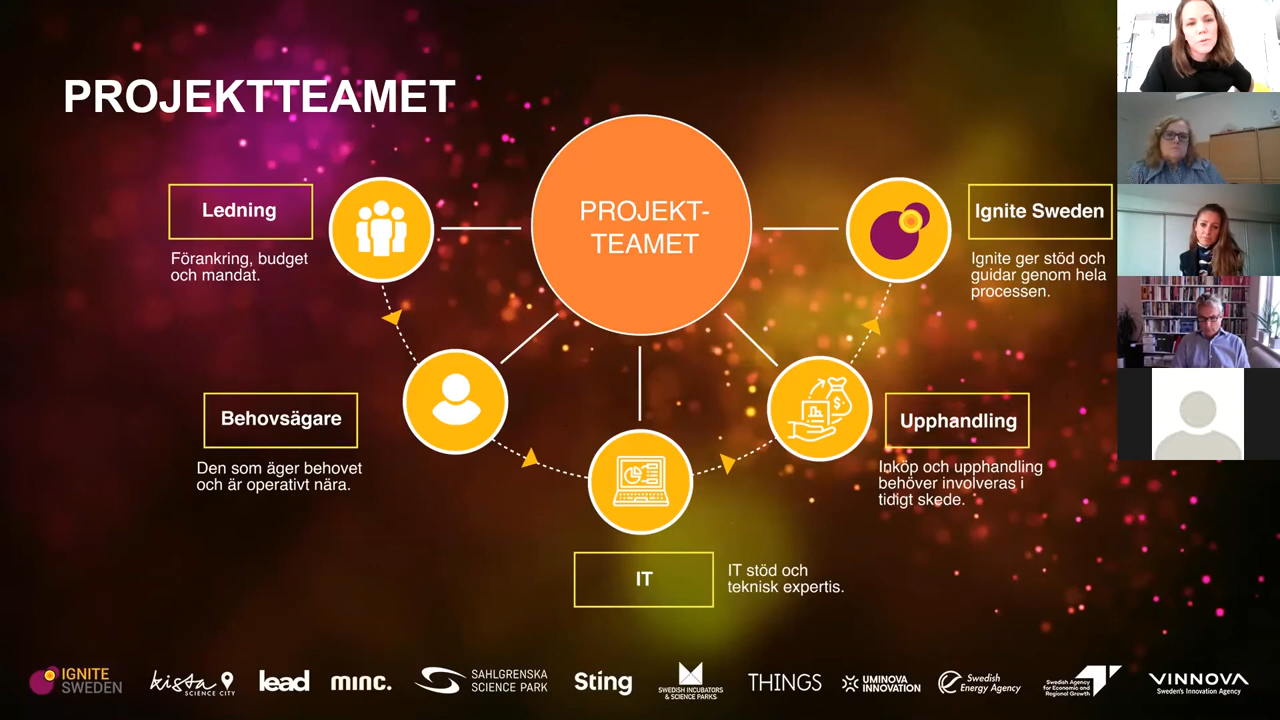 PROJEKTTEAMET
PROJEKT-
TEAMET
Ledning
Förankring, budget
och mandat.
Ignite Sweden
Ignite ger stöd och
guidar genom hela
processen.
Behovsägare
Den som äger behovet
och är operativt nära.
Upphandling
Inköp och upphandling
behöver involveras i
tidigt skede.
$
IT
IT stöd och
teknisk expertis.
IGNITE
SWEDEN
kista
SCIENCE CITY
lead
minc.
SAHLGRENSKA
SCIENCE PARK
Sting
SWEDISH INCUBATORS
& SCIENCE PARKS
THINGS
UMINOVA
INNOVATION
Swedish
Energy Agency
Swedish Agency
for Economic and
Regional Growth
VINNOVA
Sweden's Innovation Agency